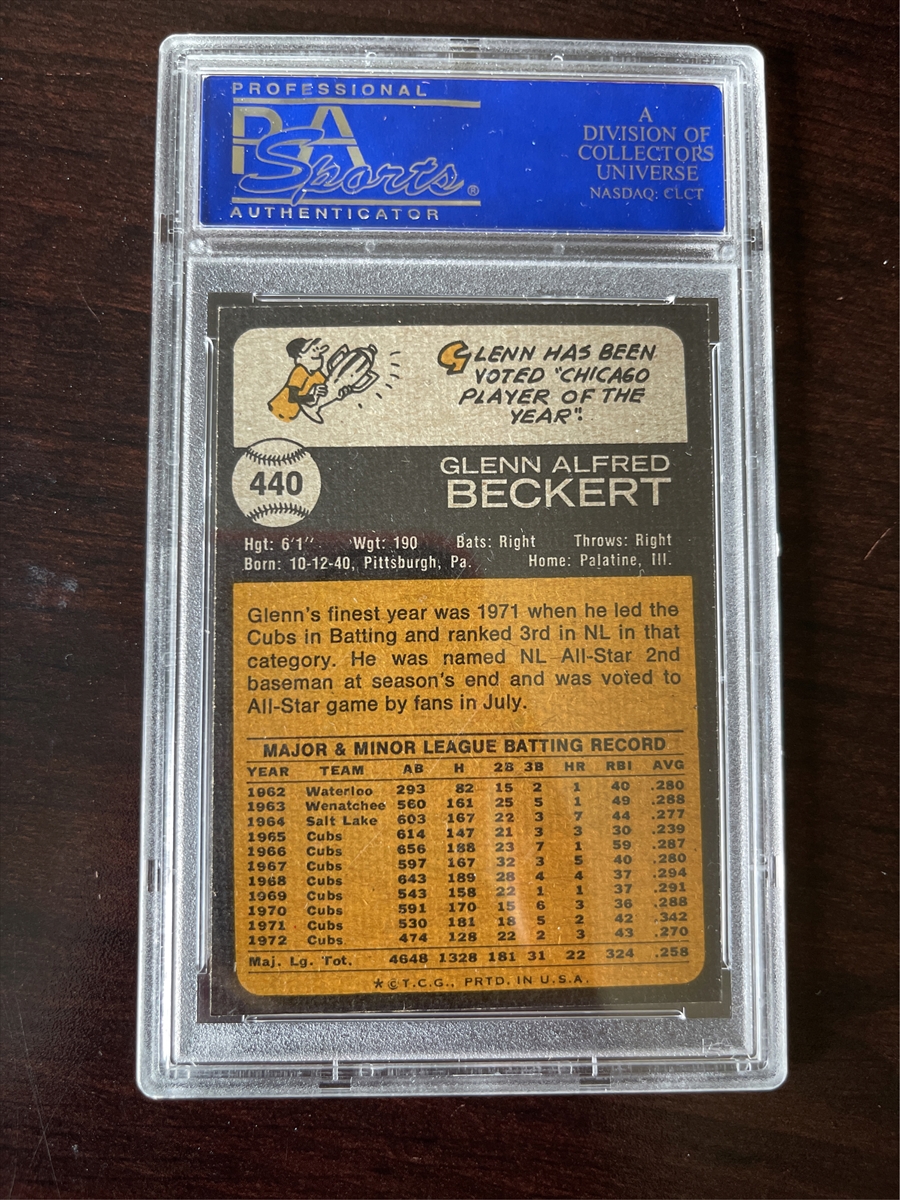 PROFESSIONAL
PSA
Sports®
AUTHENTICATOR
A
DIVISION OF
COLLECTORS
UNIVERSE
NASDAQ: CLCT
GLENN HAS BEEN
VOTED "CHICAGO
PLAYER OF THE
YEAR".
440
GLENN ALFRED
BECKERT
Hgt: 6'1" Wgt: 190 Bats: Right Throws: Right
Born: 10-12-40, Pittsburgh, Pa. Home: Palatine, Ill.
Glenn's finest year was 1971 when he led the
Cubs in Batting and ranked 3rd in NL in that
category. He was named NL All-Star 2nd
baseman at season's end and was voted to
All-Star game by fans in July.
MAJOR & MINOR LEAGUE BATTING RECORD
YEAR TEAM AB H 2B 3B HR RBI AVG
1962 Waterloo 293 82 15 2 1 40 .280
1963 Wenatchee 560 161 25 5 1 49 .288
1964 Salt Lake 603 167 22 3 7 44 .277
1965 Cubs 614 147 21 3 3 30 .239
1966 Cubs 656 188 23 7 1 59 .287
1967 Cubs 597 167 32 3 5 40 .280
1968 Cubs 643 189 28 4 4 37 .294
1969 Cubs 543 158 22 1 1 37 .291
1970 Cubs 591 170 15 6 3 36 .288
1971 Cubs 530 181 18 5 2 42 .342
1972 Cubs 474 128 22 2 3 43 .270
Maj. Lg. Tot. 4648 1328 181 31 22 324 .258
★©T.C.G., PRTD. IN U.S.A.